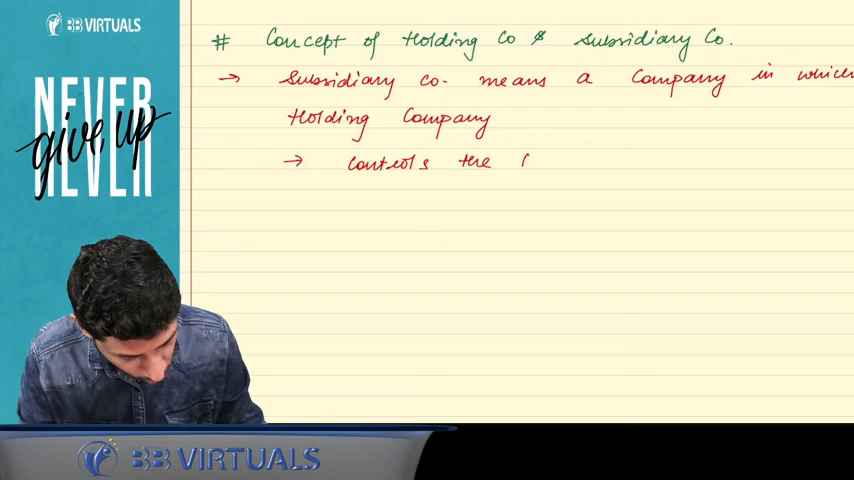 BB VIRTUALS
NEVER
give up
NEVER
# Concept of Holding Co & Subsidiary Co.
→ Subsidiary Co. means a Company in which
Holding Company
→ Controls the
BB VIRTUALS